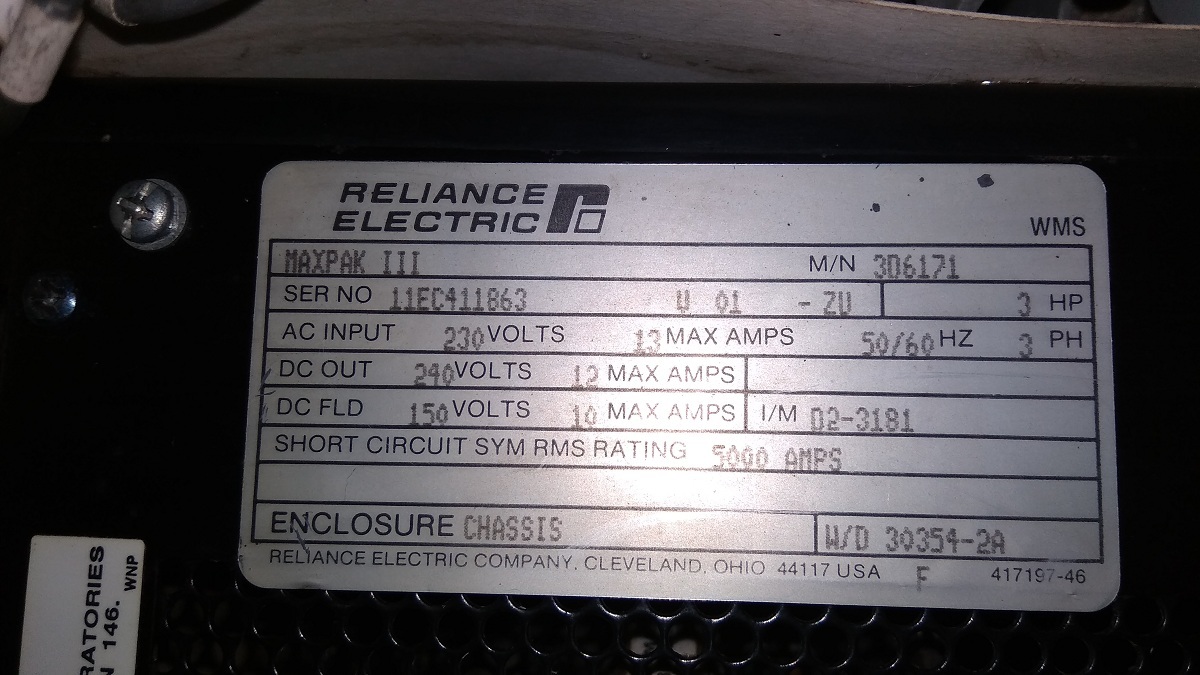 RELIANCE
ELECTRIC
WMS
MAXPAK III M/N 3D6171
SER NO 11EC411863 U 01 - ZU 3 HP
AC INPUT 230 VOLTS 13 MAX AMPS 50/60 HZ 3 PH
DC OUT 240 VOLTS 12 MAX AMPS
DC FLD 150 VOLTS 10 MAX AMPS I/M D2-3181
SHORT CIRCUIT SYM RMS RATING 5000 AMPS
ENCLOSURE CHASSIS W/D 30354-2A
RELIANCE ELECTRIC COMPANY, CLEVELAND, OHIO 44117 USA F 417197-46
146. WNP